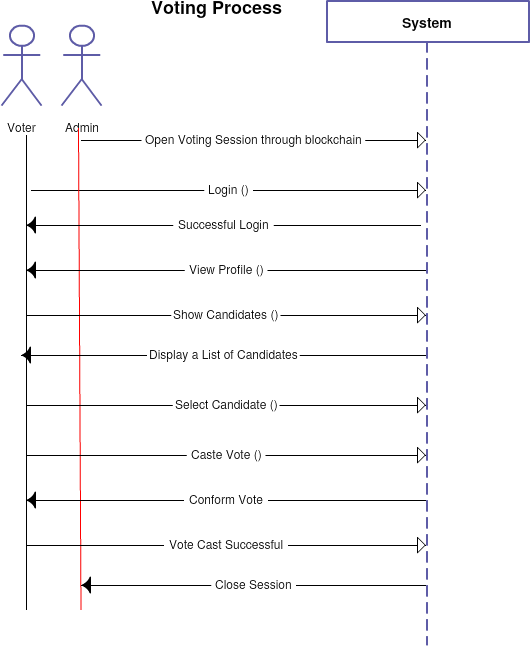 Voting Process
System
Voter
Admin
Open Voting Session through blockchain
Login ()
Successful Login
View Profile ()
Show Candidates ()
Display a List of Candidates
Select Candidate ()
Caste Vote ()
Conform Vote
Vote Cast Successful
Close Session